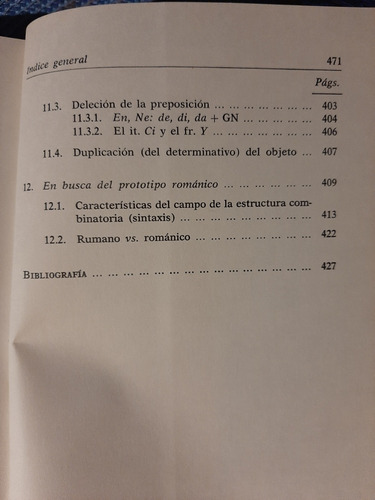 Indice general 471
Págs.
11.3. Deleción de la preposición ... ... ... ... ... ... ... 403
11.3.1. En, Ne: de, di, da + GN ... ... ... ... 404
11.3.2. El it. Ci y el fr. Y ... ... ... ... ... ... 406
11.4. Duplicación (del determinativo) del objeto ... ... 407
12. En busca del prototipo románico ... ... ... ... ... ... 409
12.1. Características del campo de la estructura com-
binatoria (sintaxis) ... ... ... ... ... ... ... ... 413
12.2. Rumano vs. románico ... ... ... ... ... ... ... 422
BIBLIOGRAFÍA ... ... ... ... ... ... ... ... ... ... ... ... ... 427